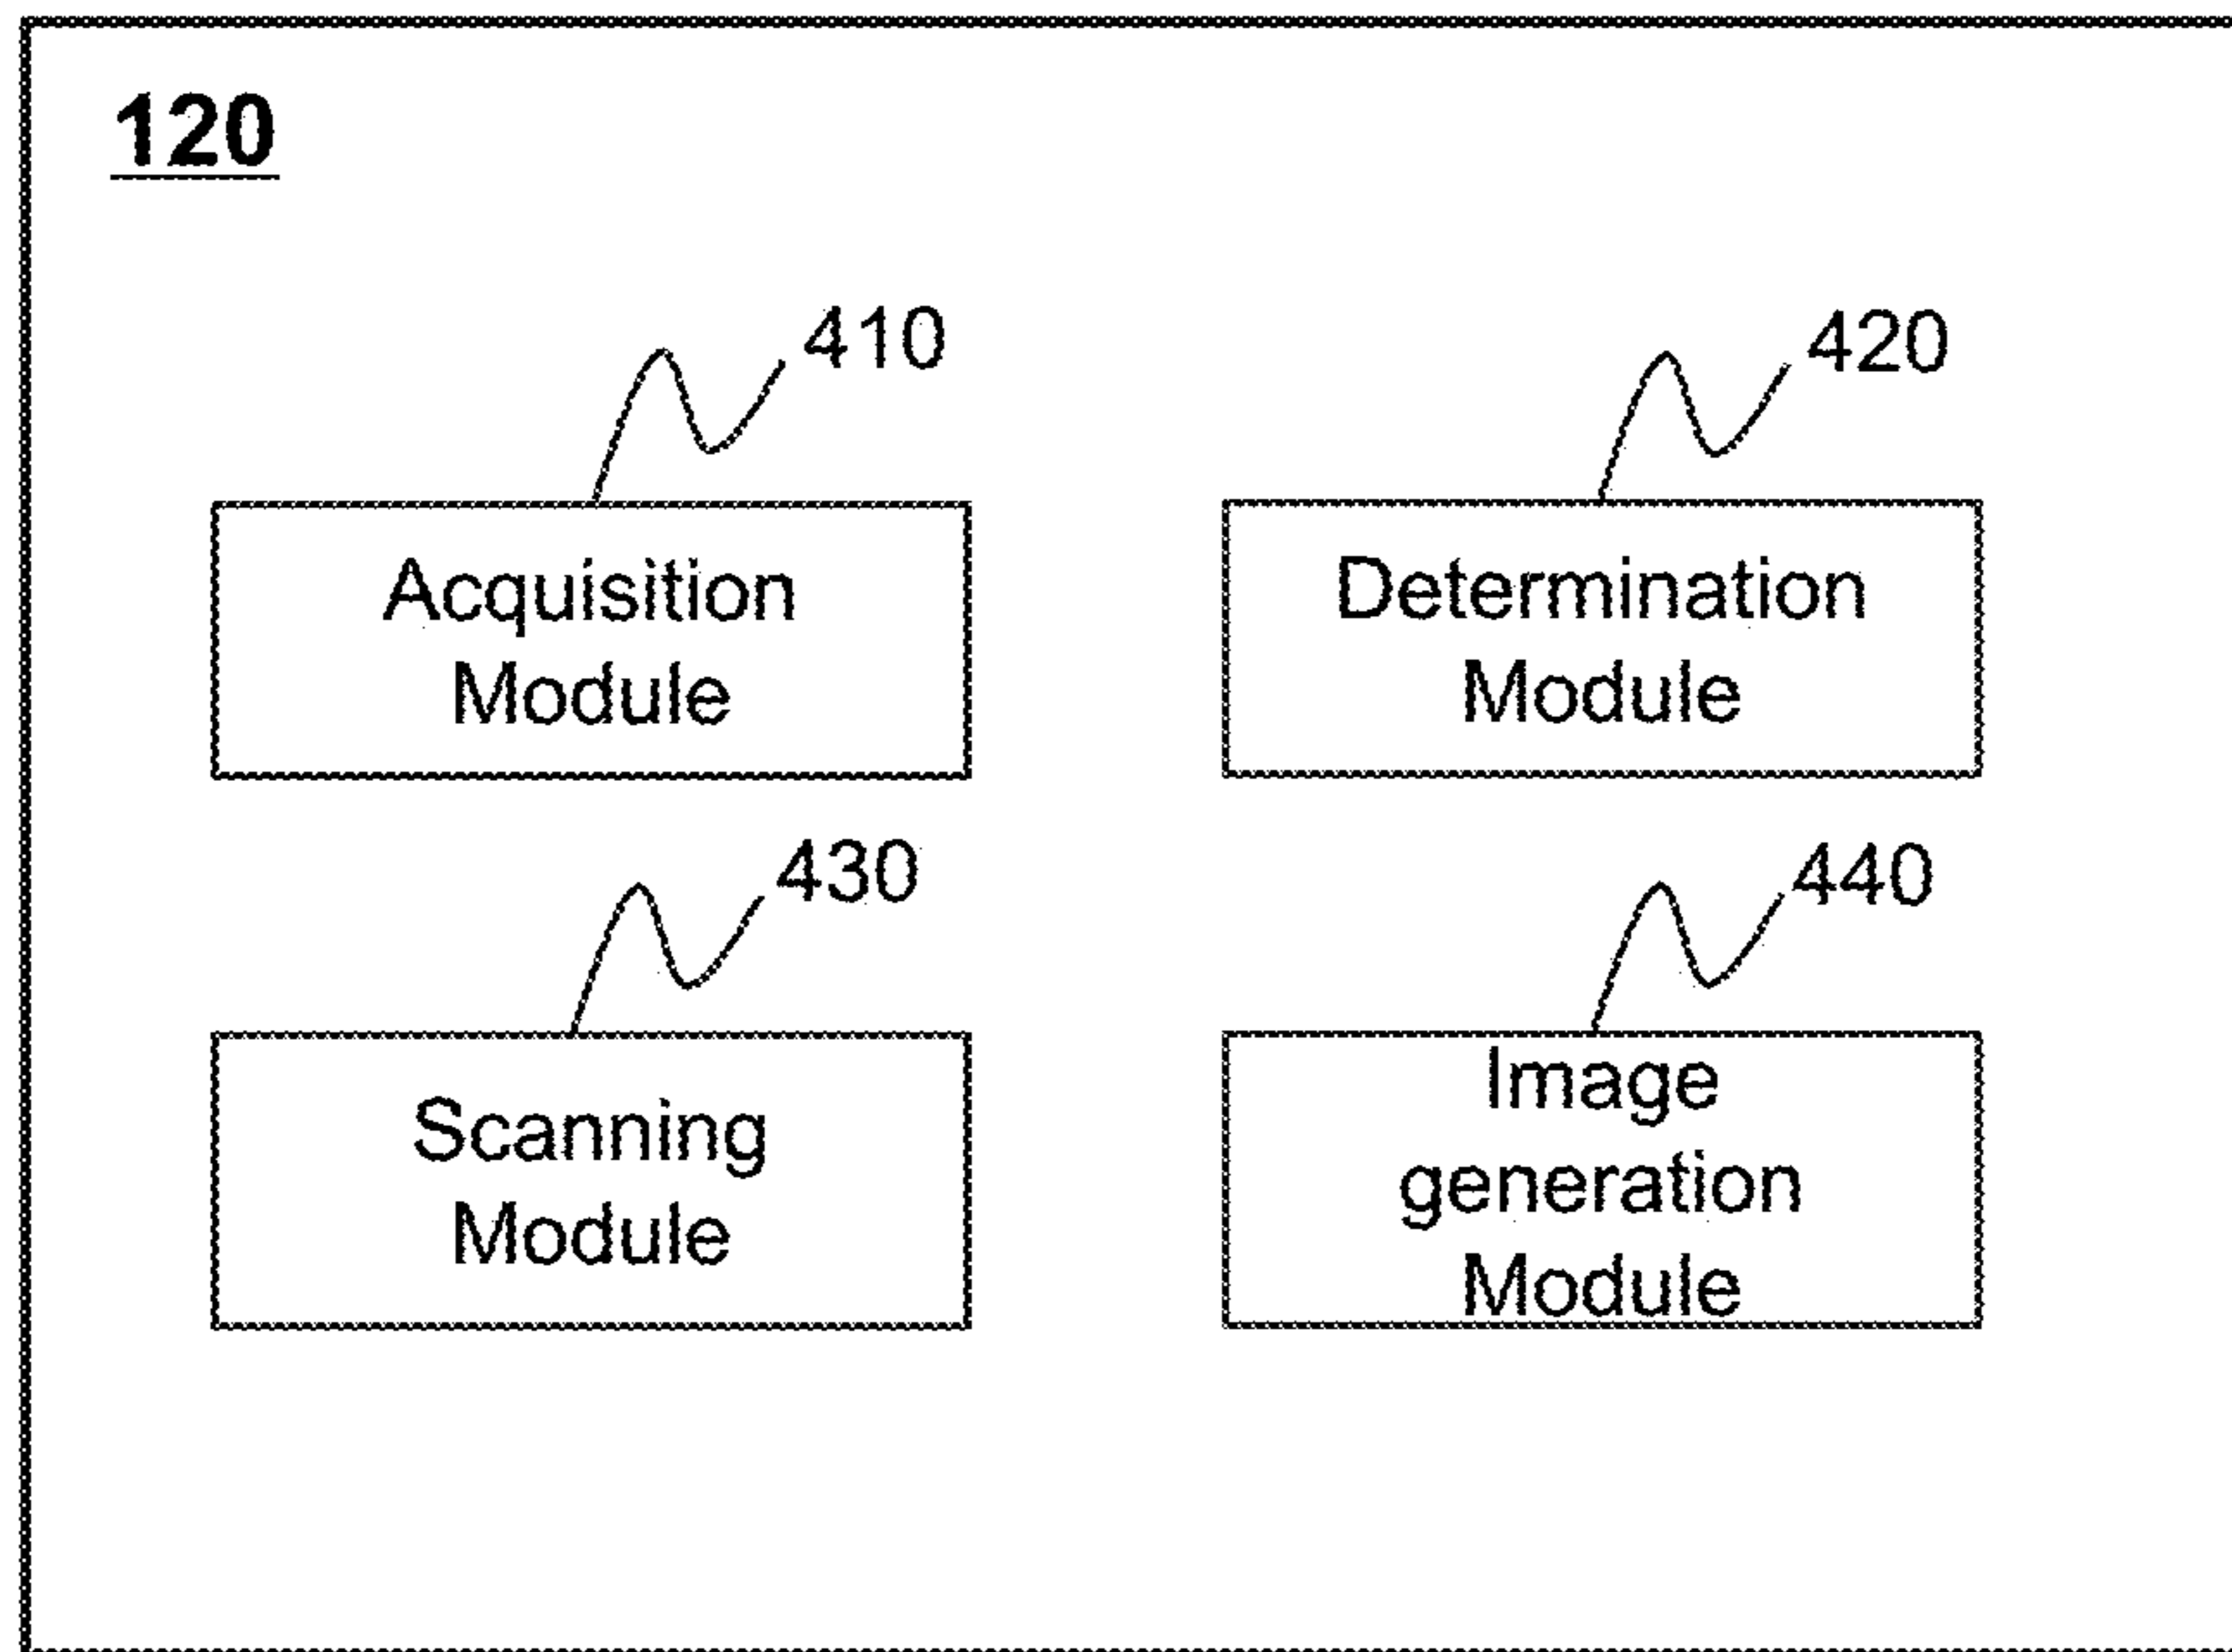 120
410
420
Acquisition
Module
Determination
Module
430
440
Scanning
Module
Image
generation
Module